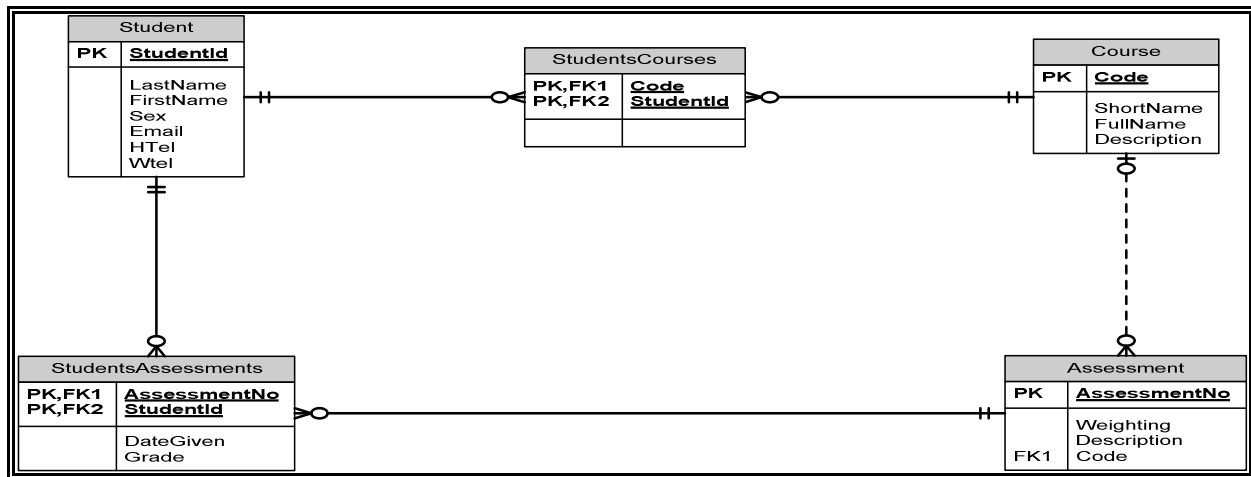 Student
PK StudentId
LastName
FirstName
Sex
Email
HTel
Wtel
StudentsCourses
PK,FK1 Code
PK,FK2 StudentId
Course
PK Code
ShortName
FullName
Description
StudentsAssessments
PK,FK1 AssessmentNo
PK,FK2 StudentId
DateGiven
Grade
Assessment
PK AssessmentNo
Weighting
Description
FK1 Code